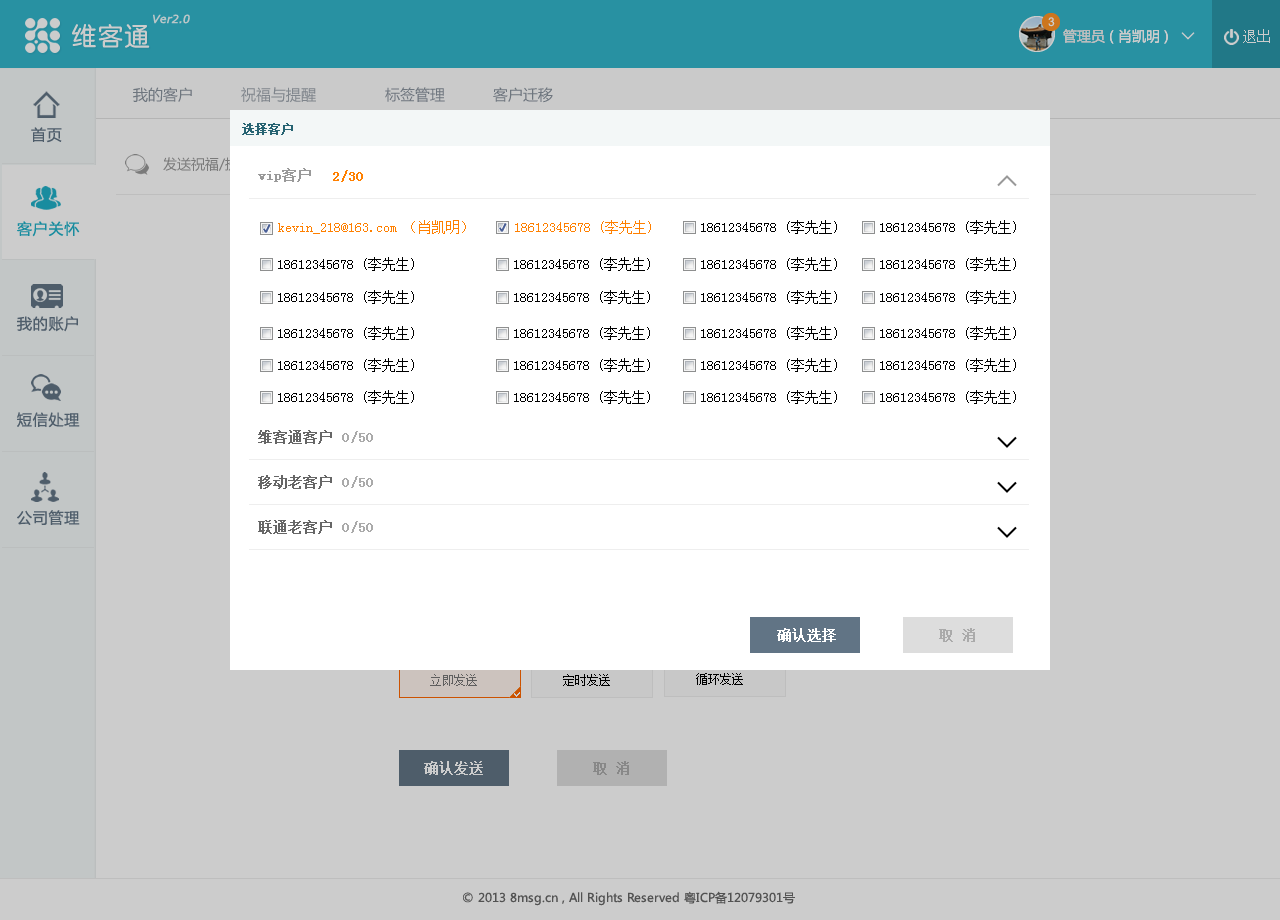 维客通 Ver2.0
3
管理员 ( 肖凯明 )
退出
我的客户 祝福与提醒 标签管理 客户迁移
首页
客户关怀
我的账户
短信处理
公司管理
发送祝福/
选择客户
vip客户 2/30
kevin_218@163.com (肖凯明) 18612345678 (李先生) 18612345678 (李先生) 18612345678 (李先生)
18612345678 (李先生) 18612345678 (李先生) 18612345678 (李先生) 18612345678 (李先生)
18612345678 (李先生) 18612345678 (李先生) 18612345678 (李先生) 18612345678 (李先生)
18612345678 (李先生) 18612345678 (李先生) 18612345678 (李先生) 18612345678 (李先生)
18612345678 (李先生) 18612345678 (李先生) 18612345678 (李先生) 18612345678 (李先生)
18612345678 (李先生) 18612345678 (李先生) 18612345678 (李先生) 18612345678 (李先生)
维客通客户 0/50
移动老客户 0/50
联通老客户 0/50
确认选择 取 消
立即发送 定时发送 循环发送
确认发送 取 消
© 2013 8msg.cn , All Rights Reserved 粤ICP备12079301号